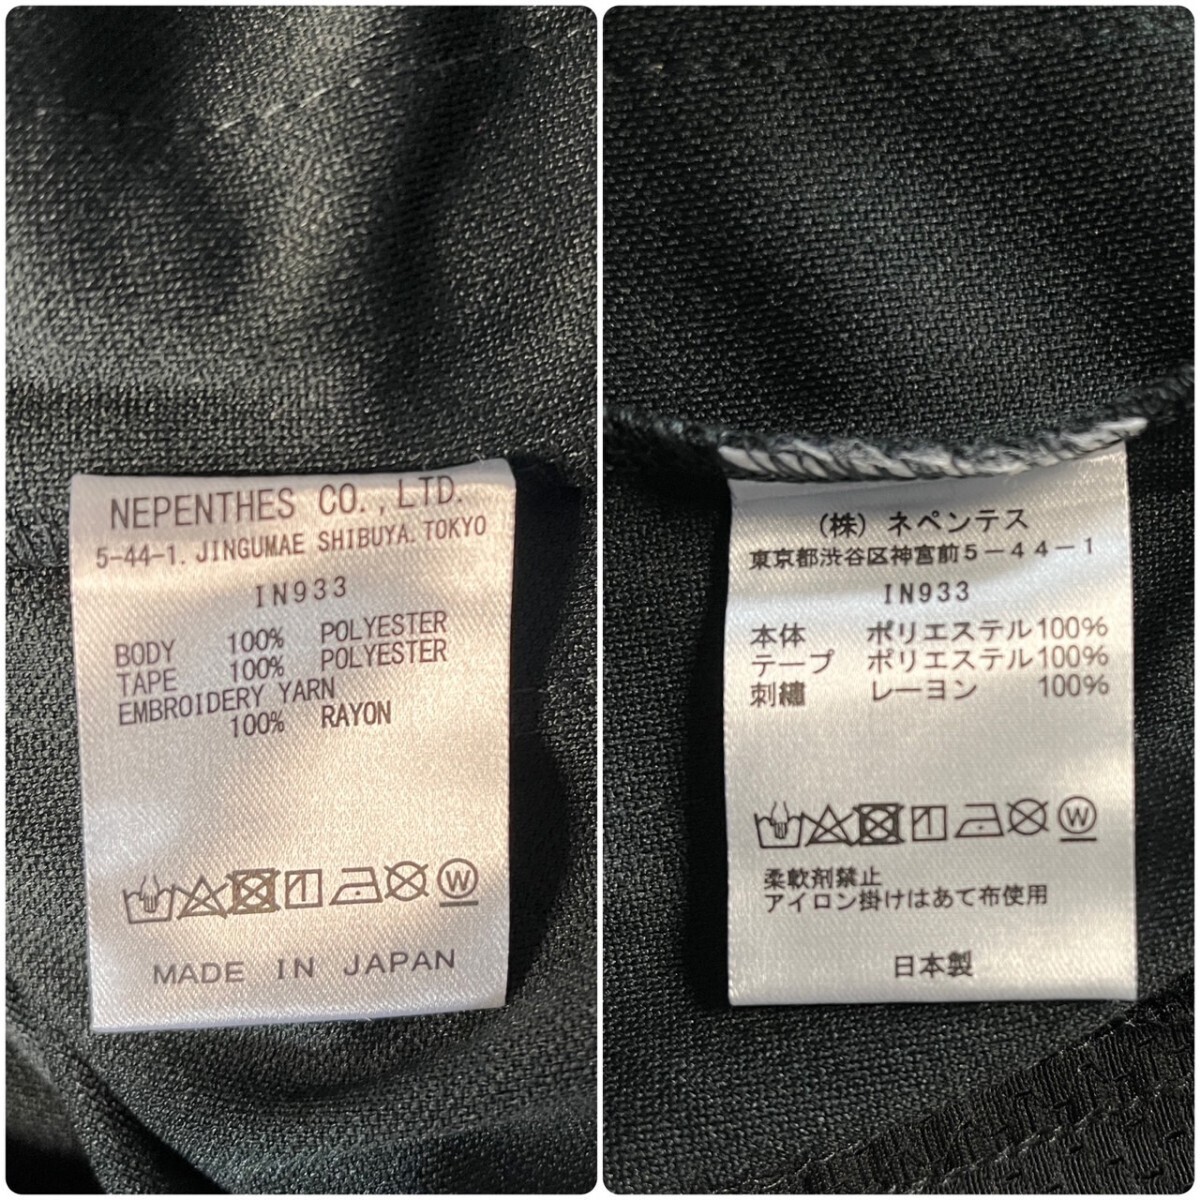 NEPENTHES CO., LTD.
5-44-1. JINGUMAE SHIBUYA. TOKYO
IN933
BODY 100% POLYESTER
TAPE 100% POLYESTER
EMBROIDERY YARN
100% RAYON
W
MADE IN JAPAN
(株) ネペンテス
東京都渋谷区神宮前5-44-1
IN933
本体 ポリエステル100%
テープ ポリエステル100%
刺繍 レーヨン 100%
W
柔軟剤禁止
アイロン掛けはあて布使用
日本製